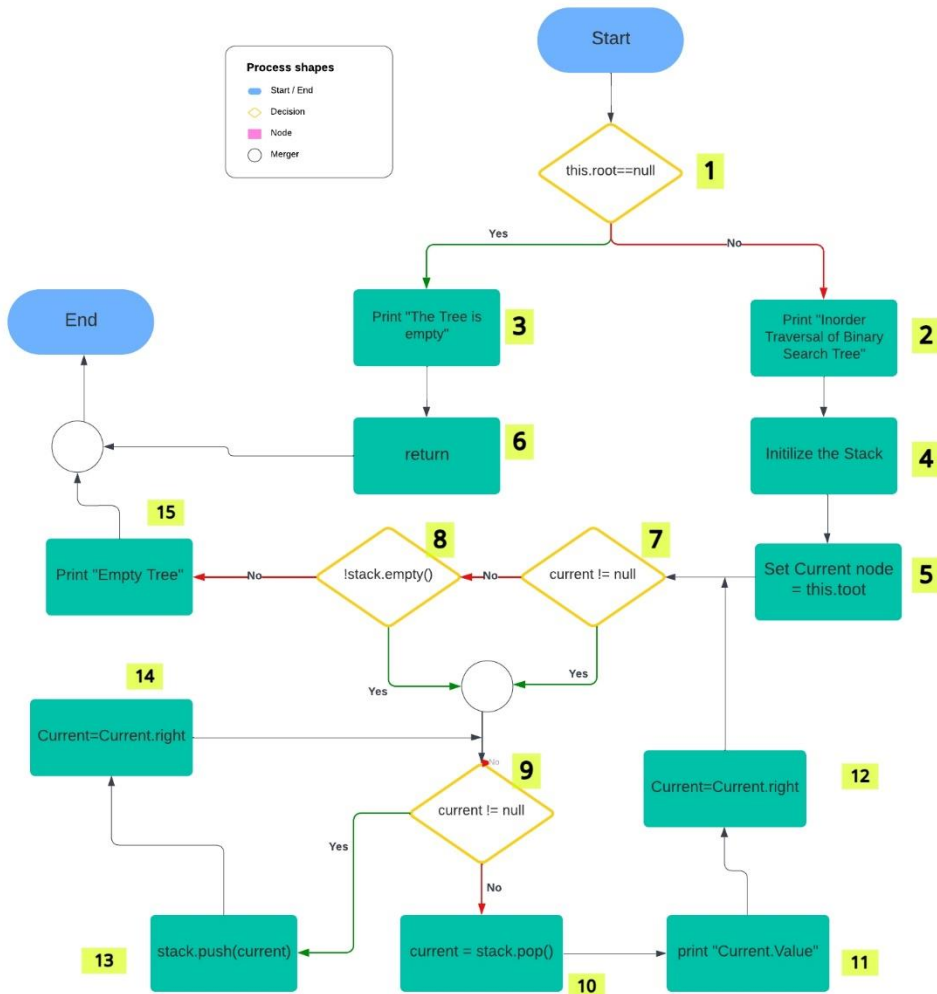 Start
Process shapes
Start / End
Decision
Node
Merger
this.root==null
1
Yes
No
End
Print "The Tree is
empty"
3
Print "Inorder
Traversal of Binary
Search Tree"
2
return
6
Initilize the Stack
4
15
8
7
Print "Empty Tree"
No
!stack.empty()
No
current != null
Set Current node
= this.toot
5
Yes
Yes
14
Current=Current.right
No
9
current != null
Current=Current.right
12
Yes
No
13
stack.push(current)
current = stack.pop()
10
print "Current.Value"
11